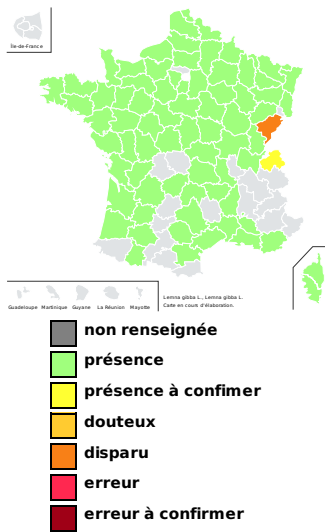 Île-de-France
Guadeloupe Martinique Guyane La Réunion Mayotte
Lemna gibba L., Lemna gibba L.
Carte en cours d'élaboration.
non renseignée
présence
présence à confimer
douteux
disparu
erreur
erreur à confirmer